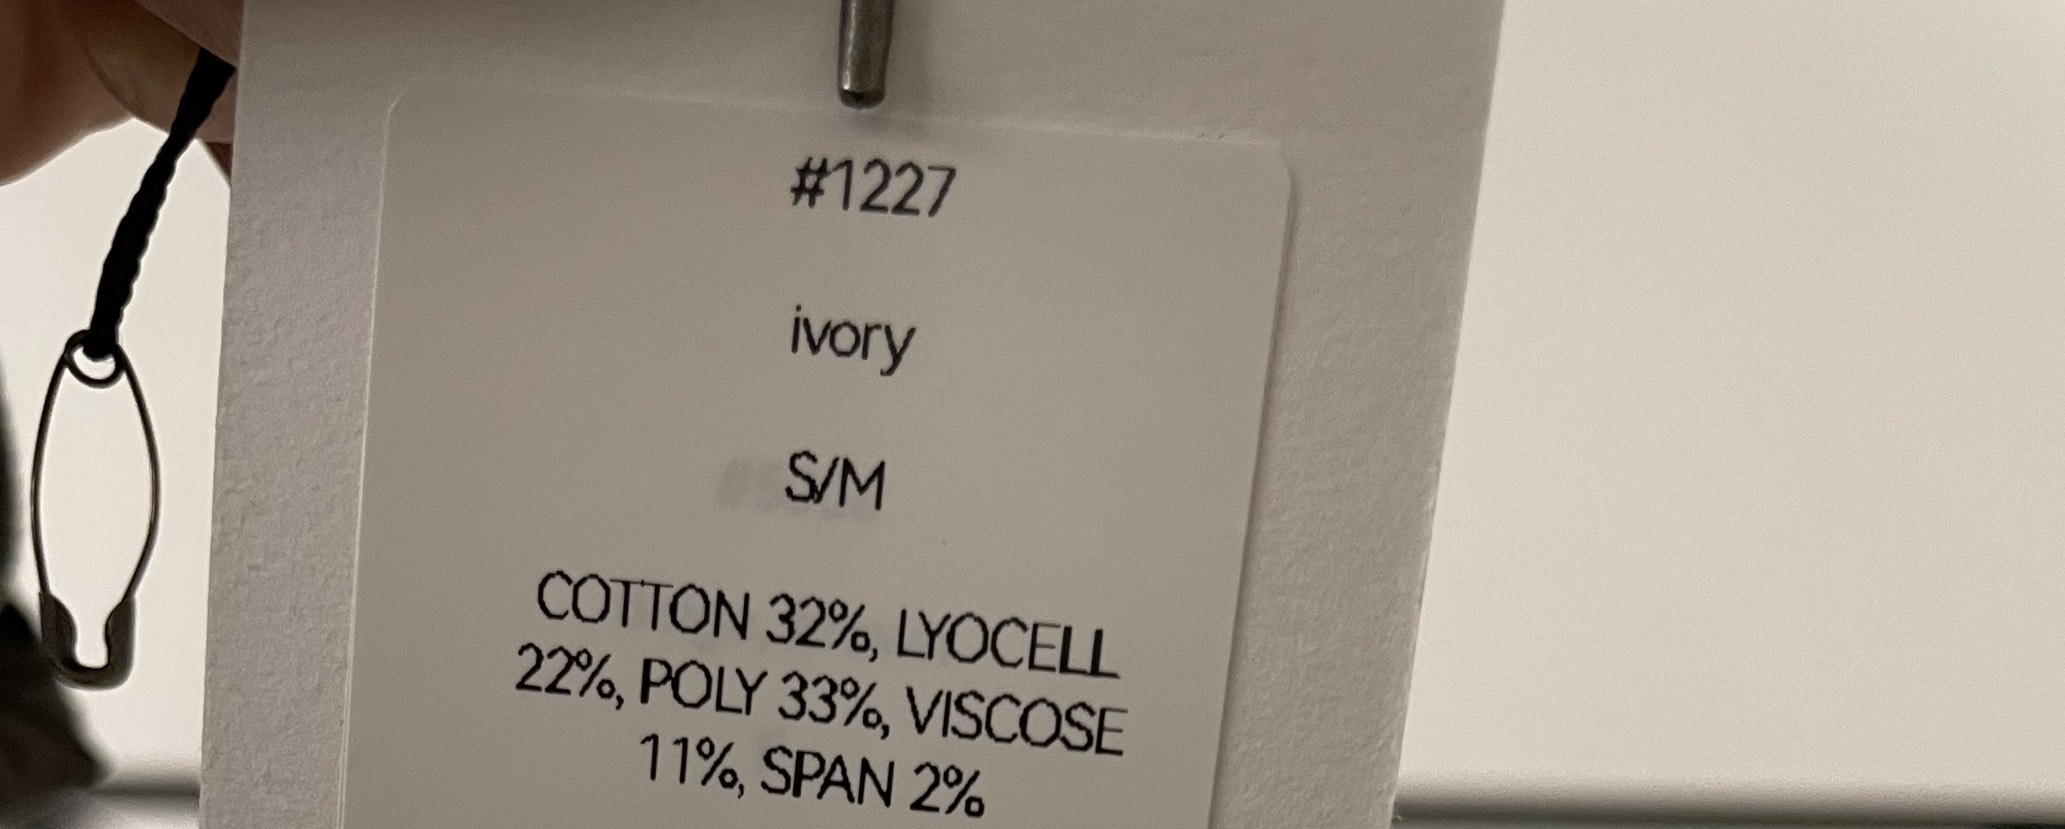 #1227
ivory
S/M
COTTON 32%, LYOCELL
22%, POLY 33%, VISCOSE
11%, SPAN 2%